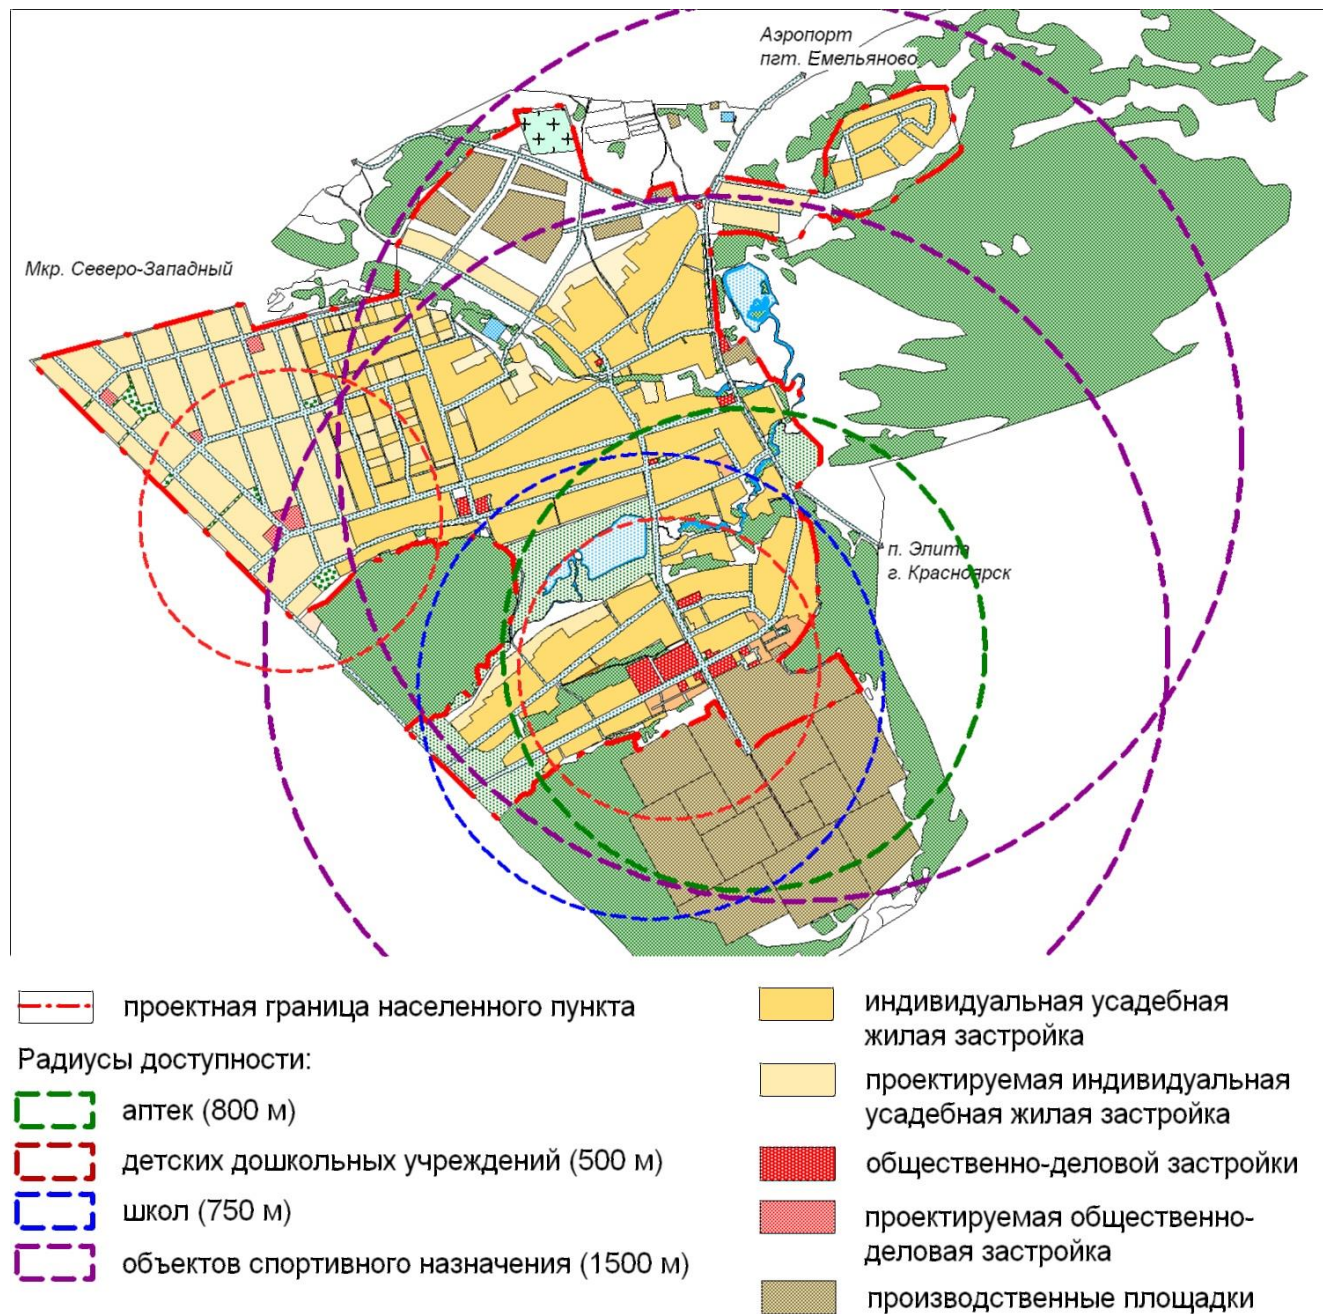 Аэропорт
пгт. Емельяново
Мкр. Северо-Западный
п. Элита
г. Красноярск
проектная граница населенного пункта
Радиусы доступности:
аптек (800 м)
детских дошкольных учреждений (500 м)
школ (750 м)
объектов спортивного назначения (1500 м)
индивидуальная усадебная
жилая застройка
проектируемая индивидуальная
усадебная жилая застройка
общественно-деловой застройки
проектируемая общественно-
деловая застройка
производственные площадки